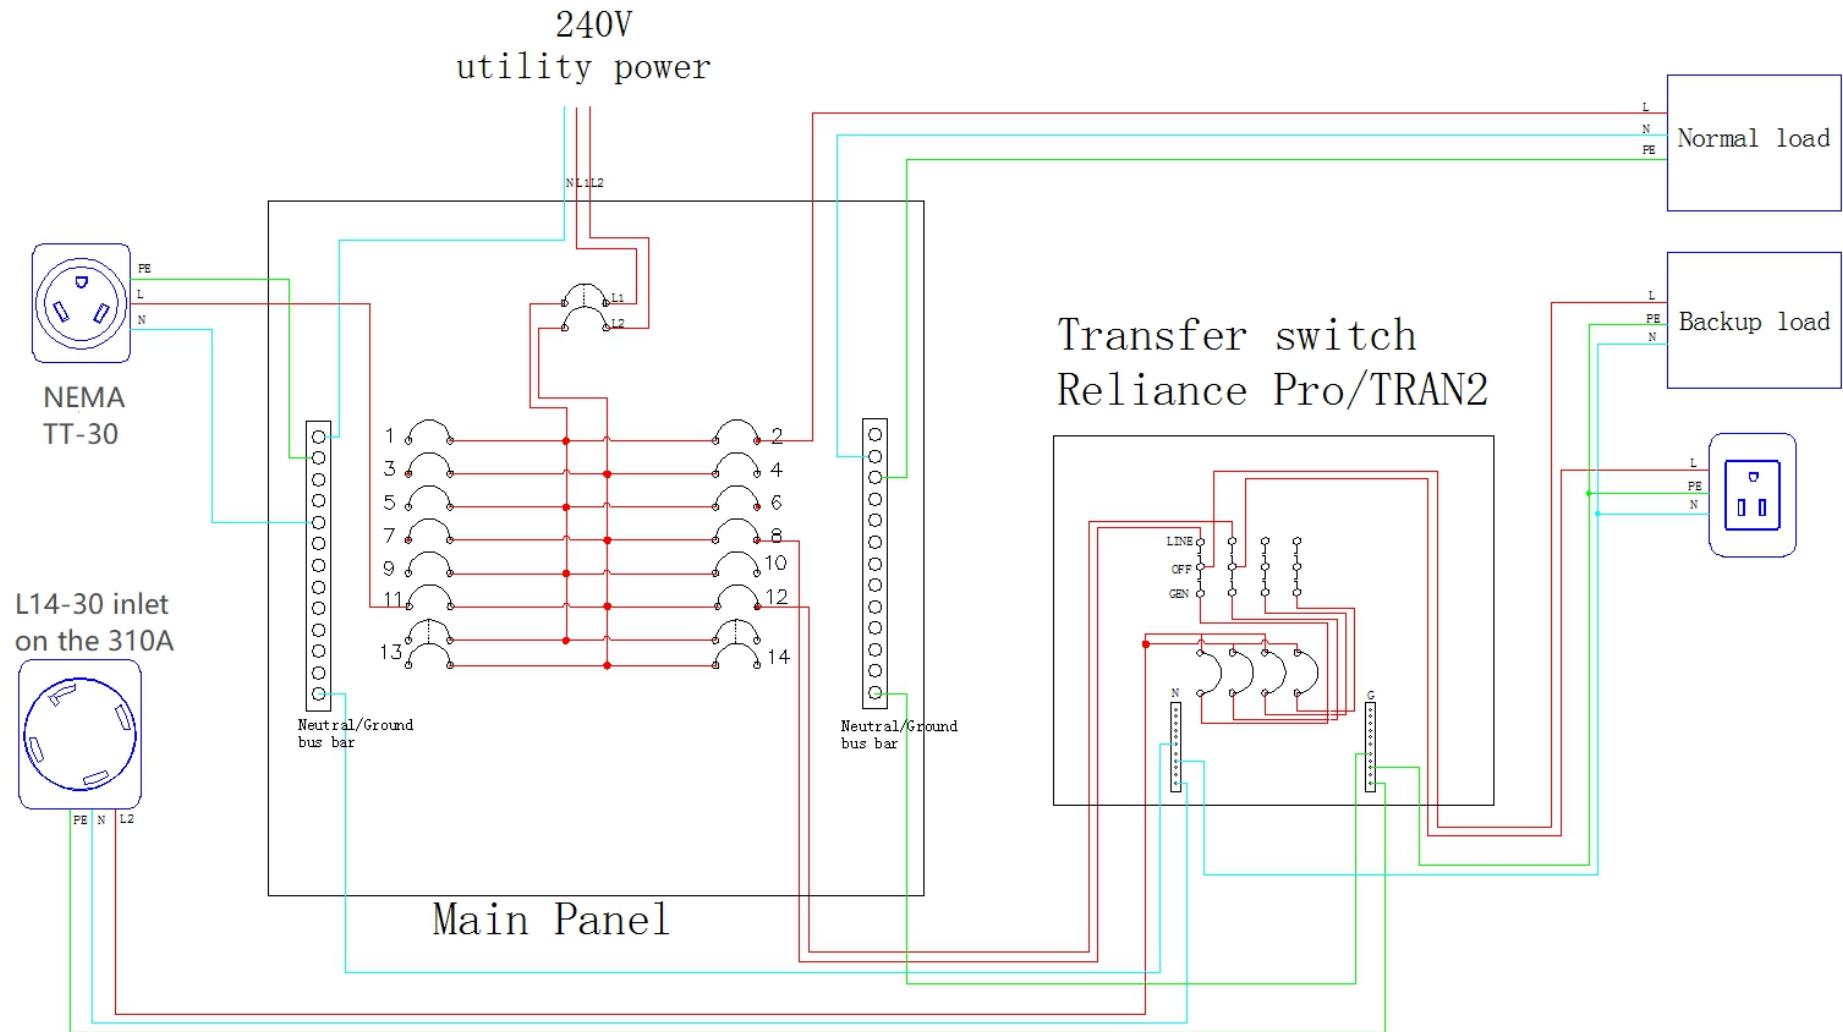 240V
utility power
N L1 L2
L
N
PE
Normal load
PE
L
N
NEMA
TT-30
L1
L2
L
PE
N
Backup load
Transfer switch
Reliance Pro/TRAN2
1 2
3 4
5 6
7 8
9 10
11 12
13 14
L
PE
N
LINE
OFF
GEN
L14-30 inlet
on the 310A
N
G
Neutral/Ground
bus bar
Neutral/Ground
bus bar
PE N L2
Main Panel